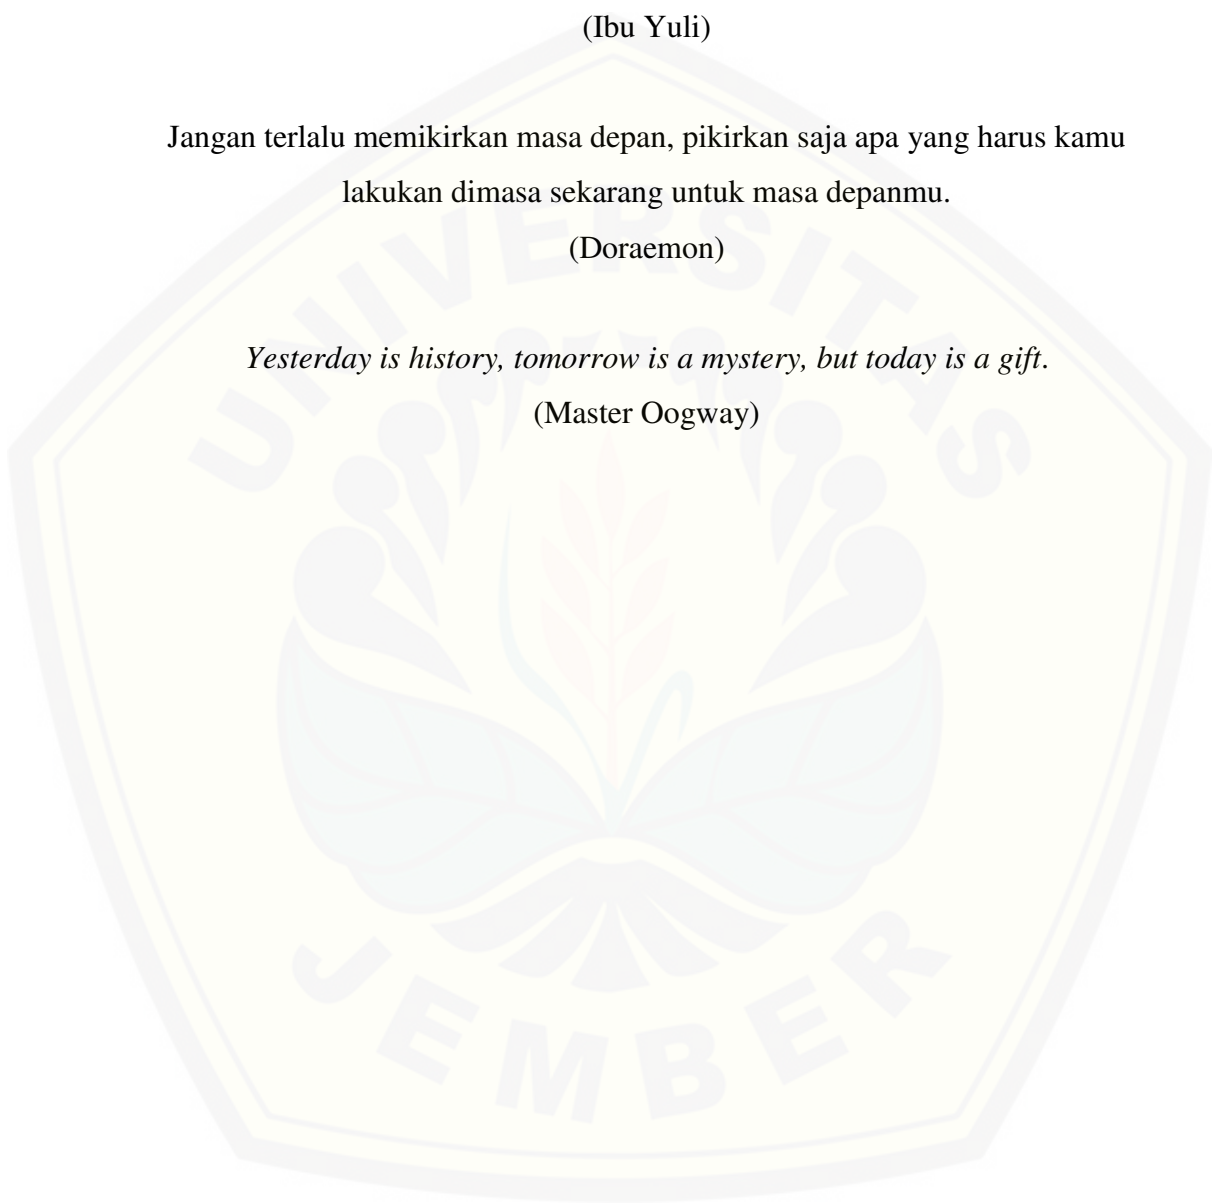 (Ibu Yuli)
Jangan terlalu memikirkan masa depan, pikirkan saja apa yang harus kamu
lakukan dimasa sekarang untuk masa depanmu.
(Doraemon)
Yesterday is history, tomorrow is a mystery, but today is a gift.
(Master Oogway)
UNIVERSITAS
JEMBER